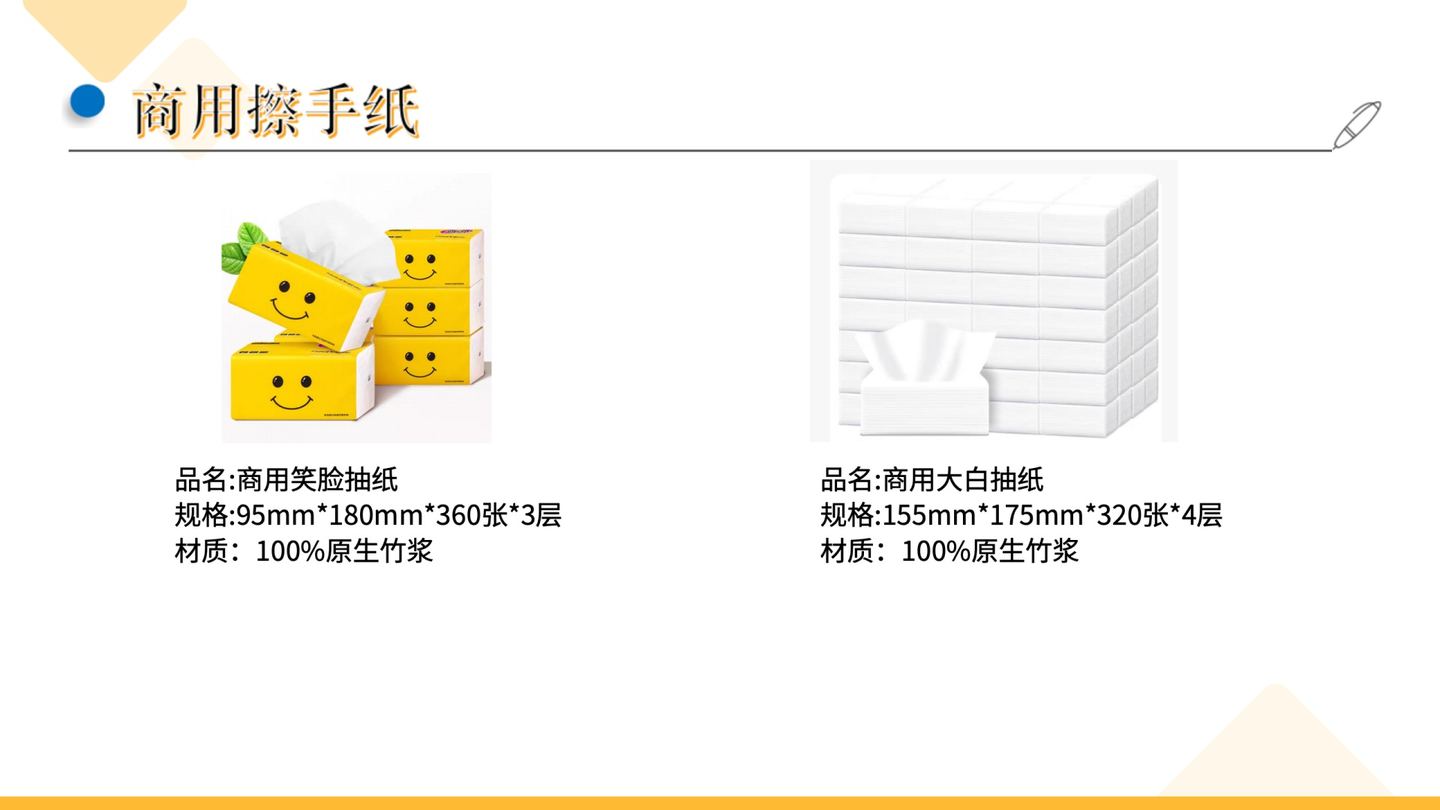 商用擦手纸
品名:商用笑脸抽纸
规格:95mm*180mm*360张*3层
材质：100%原生竹浆
品名:商用大白抽纸
规格:155mm*175mm*320张*4层
材质：100%原生竹浆